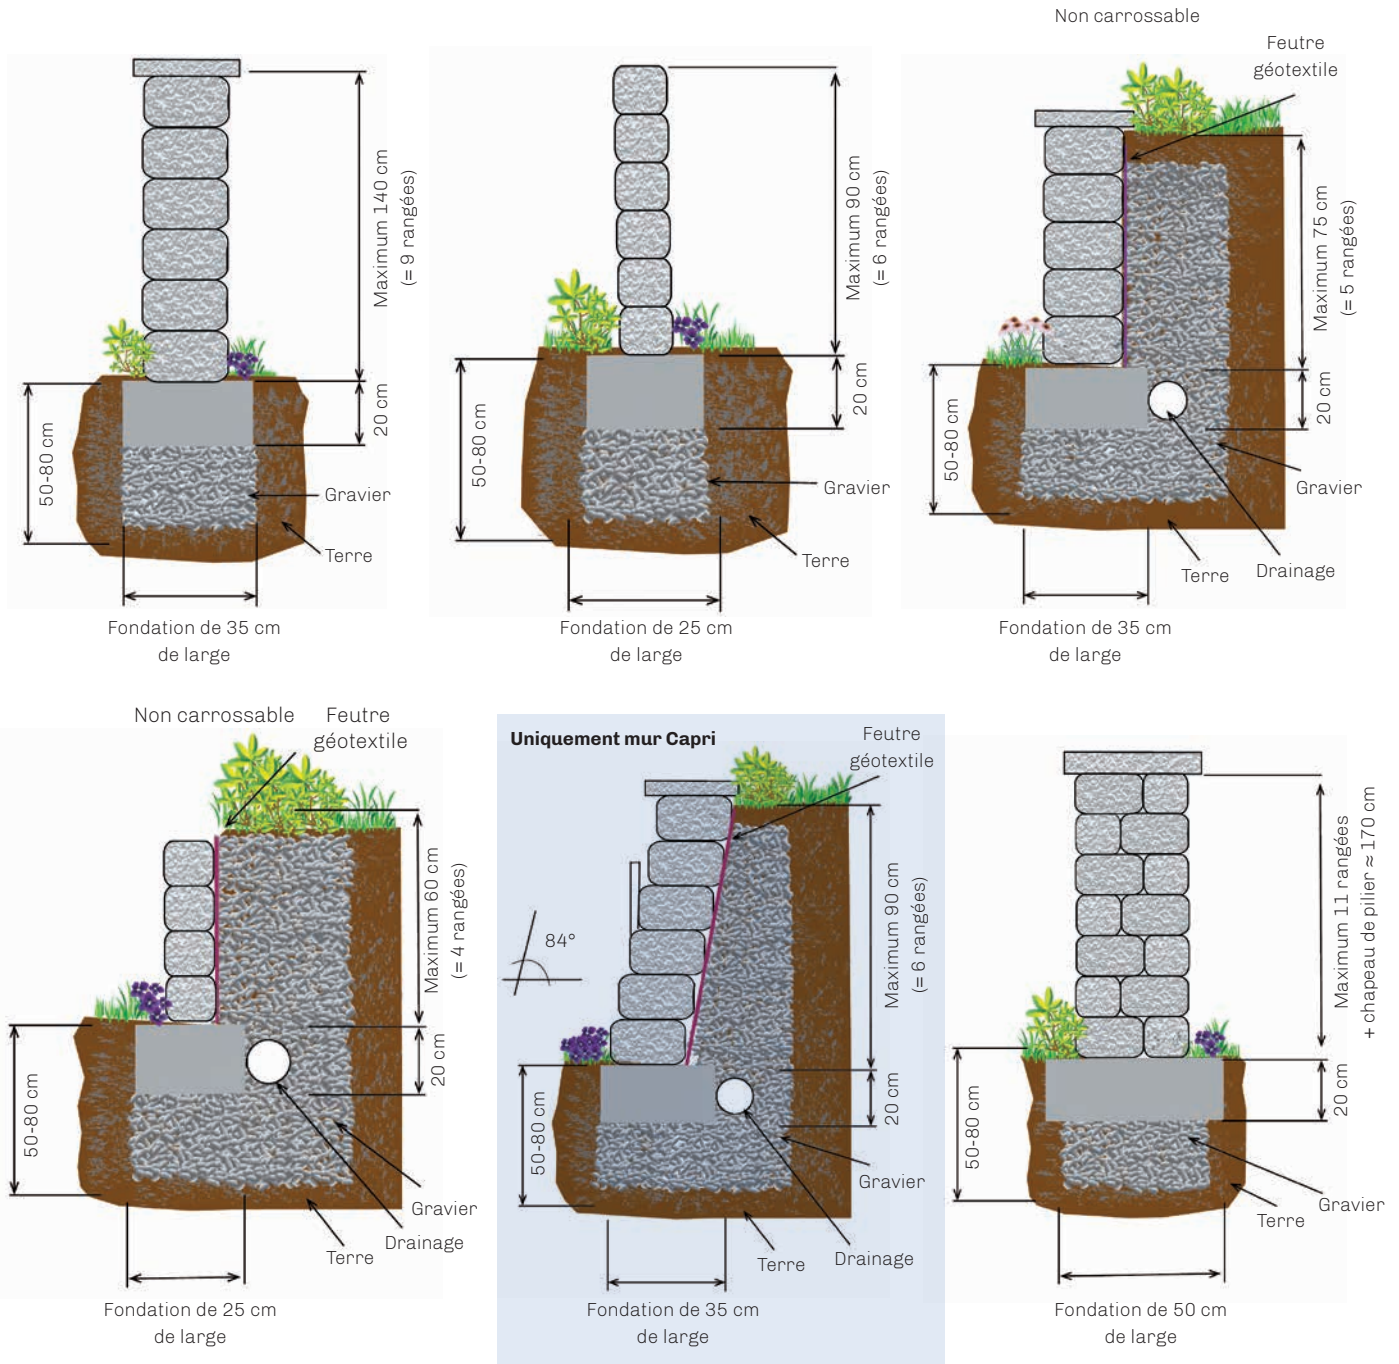 Maximum 140 cm
(= 9 rangées)
20 cm
50-80 cm
Gravier
Terre
Fondation de 35 cm
de large
Maximum 90 cm
(= 6 rangées)
20 cm
50-80 cm
Gravier
Terre
Fondation de 25 cm
de large
Non carrossable
Feutre
géotextile
Maximum 75 cm
(= 5 rangées)
20 cm
50-80 cm
Gravier
Terre
Drainage
Fondation de 35 cm
de large
Non carrossable
Feutre
géotextile
Maximum 60 cm
(= 4 rangées)
20 cm
50-80 cm
Gravier
Drainage
Terre
Fondation de 25 cm
de large
Uniquement mur Capri
Feutre
géotextile
84°
Maximum 90 cm
(= 6 rangées)
20 cm
50-80 cm
Gravier
Drainage
Terre
Fondation de 35 cm
de large
Maximum 11 rangées
+ chapeau de pilier ≈ 170 cm
20 cm
50-80 cm
Gravier
Terre
Fondation de 50 cm
de large